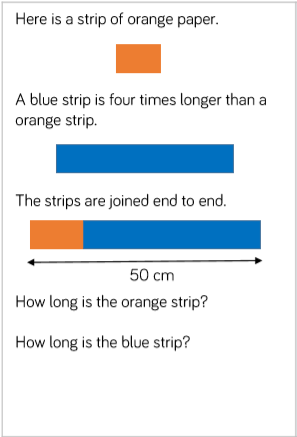 Here is a strip of orange paper.
A blue strip is four times longer than a
orange strip.
The strips are joined end to end.
50 cm
How long is the orange strip?
How long is the blue strip?